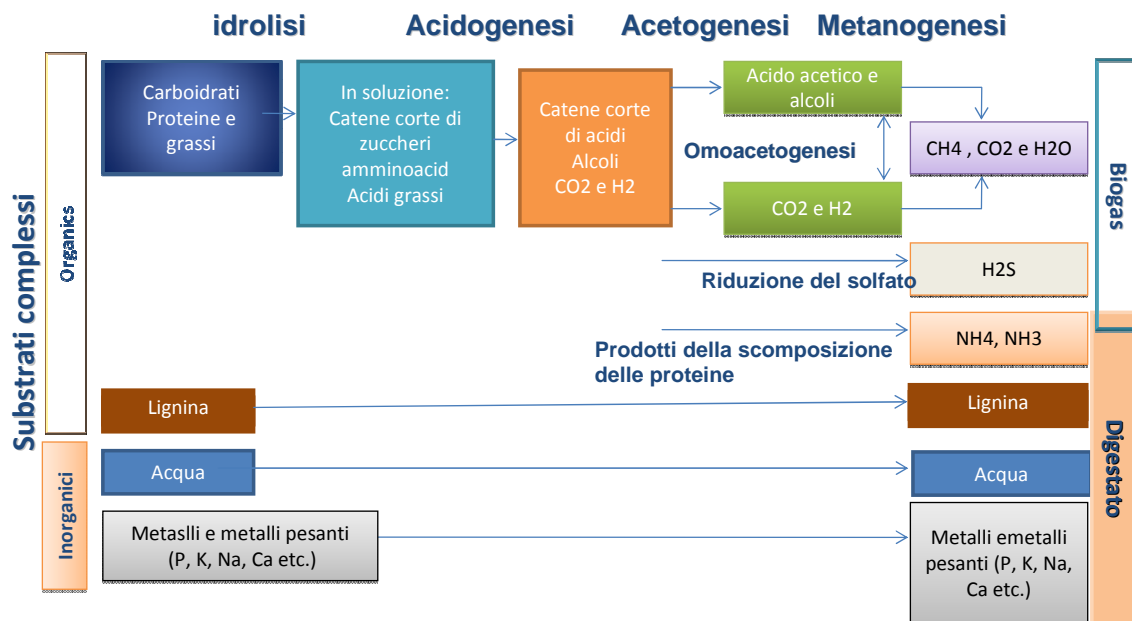 idrolisi
Acidogenesi
Acetogenesi
Metanogenesi
Substrati complessi
Organics
Inorganici
Carboidrati
Proteine e
grassi
In soluzione:
Catene corte di
zuccheri
amminoacid
Acidi grassi
Catene corte
di acidi
Alcoli
CO2 e H2
Acido acetico e
alcoli
Omoacetogenesi
CO2 e H2
CH4 , CO2 e H2O
Riduzione del solfato
H2S
Prodotti della scomposizione
delle proteine
NH4, NH3
Lignina
Lignina
Acqua
Acqua
Metaslli e metalli pesanti
(P, K, Na, Ca etc.)
Metalli emetalli
pesanti (P, K, Na,
Ca etc.)
Biogas
Digestato